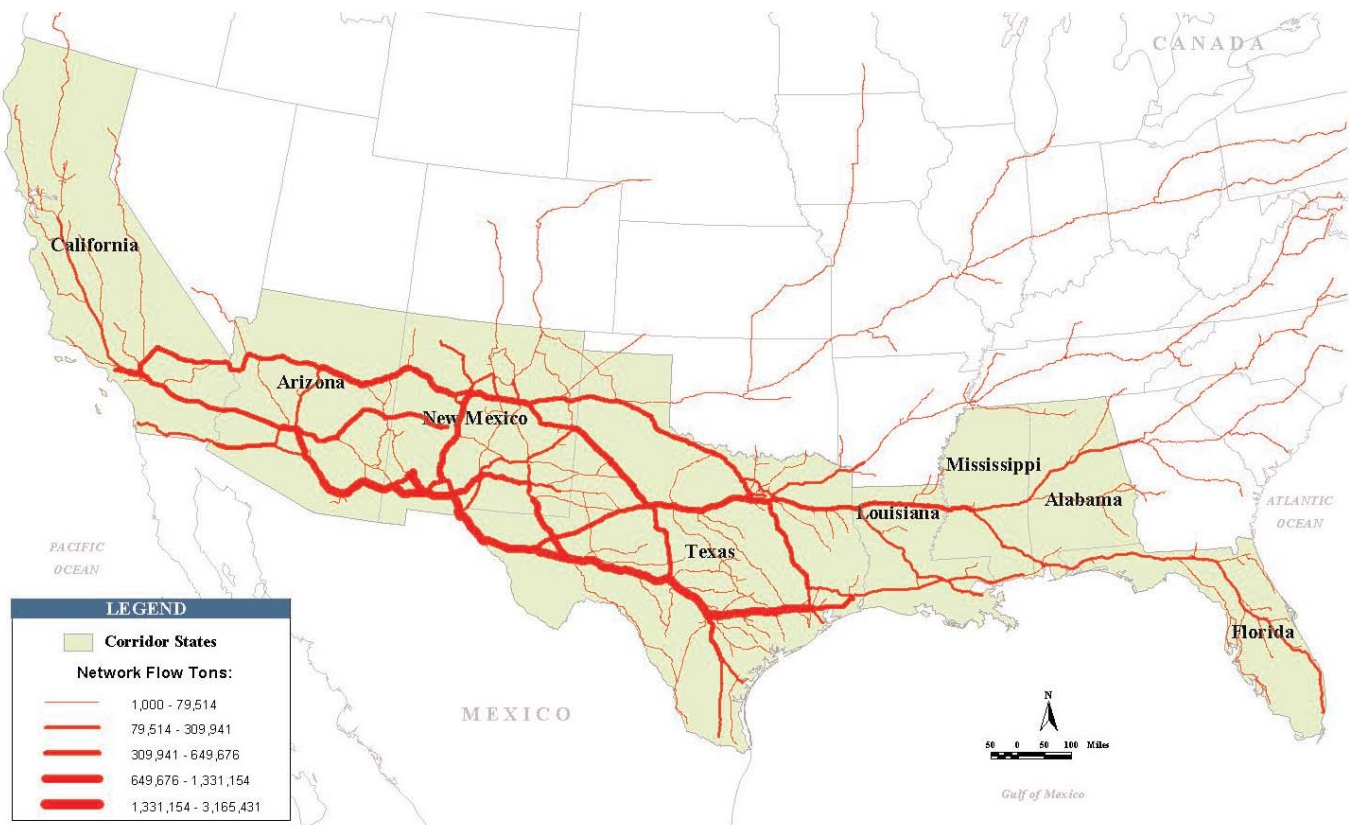 CANADA
California
Arizona
New Mexico
Mississippi
Alabama
Louisiana
Texas
ATLANTIC
OCEAN
PACIFIC
OCEAN
Florida
LEGEND
Corridor States
Network Flow Tons:
1,000 - 79,514
79,514 - 309,941
309,941 - 649,676
649,676 - 1,331,154
1,331,154 - 3,165,431
MEXICO
N
50 0 50 100 Miles
Gulf of Mexico